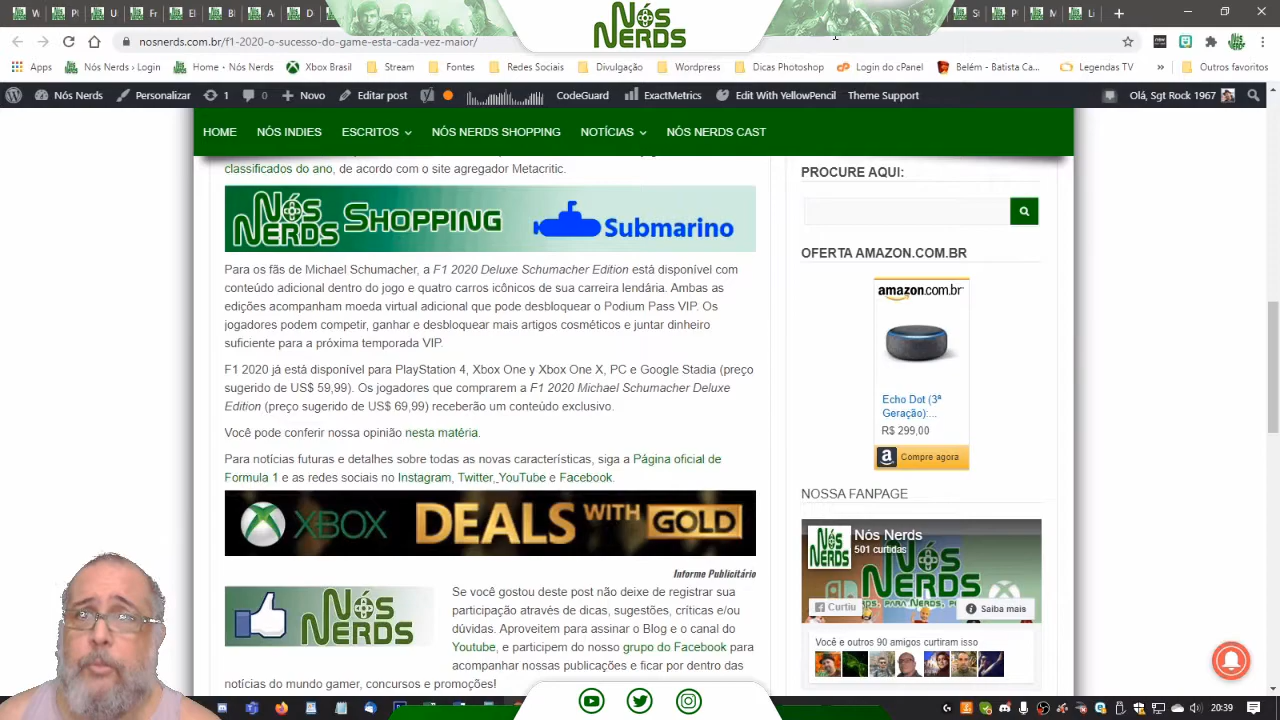 Nós
NERDS
nosnerds.com.br/f1-2020-o-sucesso-do-game-esta-cada-vez-maior/
Apps Nós Nerds › Login Home - Nós Nerds Xbox Brasil Stream Fontes Redes Sociais Divulgação Wordpress Dicas Photoshop Login do cPanel Belém - Batista Ca... Legendas TV » Outros favoritos
Nós Nerds Personalizar 1 0 Novo Editar post CodeGuard ExactMetrics Edit With YellowPencil Theme Support Olá, Sgt Rock 1967
HOME NÓS INDIES ESCRITOS NÓS NERDS SHOPPING NOTÍCIAS NÓS NERDS CAST
classificados do ano, de acordo com o site agregador Metacritic.
Nós NERDS SHOPPING Submarino
Para os fãs de Michael Schumacher, a F1 2020 Deluxe Schumacher Edition está disponível com
conteúdo adicional dentro do jogo e quatro carros icônicos de sua carreira lendária. Ambas as
edições acompanham moeda virtual adicional que pode desbloquear o Podium Pass VIP. Os
jogadores podem competir, ganhar e desbloquear mais artigos cosméticos e juntar dinheiro
suficiente para a próxima temporada VIP.
F1 2020 já está disponível para PlayStation 4, Xbox One y Xbox One X, PC e Google Stadia (preço
sugerido de US$ 59,99). Os jogadores que comprarem a F1 2020 Michael Schumacher Deluxe
Edition (preço sugerido de US$ 69,99) receberão um conteúdo exclusivo.
Você pode conferir nossa opinião nesta matéria.
Para notícias futuras e detalhes sobre todas as novas características, siga a Página oficial de
Formula 1 e as redes sociais no Instagram, Twitter, YouTube e Facebook.
XBOX DEALS WITH GOLD
Informe Publicitário
Nós
NERDS
Se você gostou deste post não deixe de registrar sua
participação através de dicas, sugestões, críticas e/ou
dúvidas. Aproveitem para assinar o Blog e o canal do
Youtube, e participem do nosso grupo do Facebook para
acompanhar nossas publicações e ficar por dentro das
notícias do mundo gamer, concursos e promoções!
PROCURE AQUI:
OFERTA AMAZON.COM.BR
amazon.com.br
Echo Dot (3ª
Geração):...
R$ 299,00
Compre agora
NOSSA FANPAGE
Nós
NERDS
Nós Nerds
501 curtidas
Nós
NERDS
Curtiu
Saiba mais
Você e outros 90 amigos curtiram isso
20:39